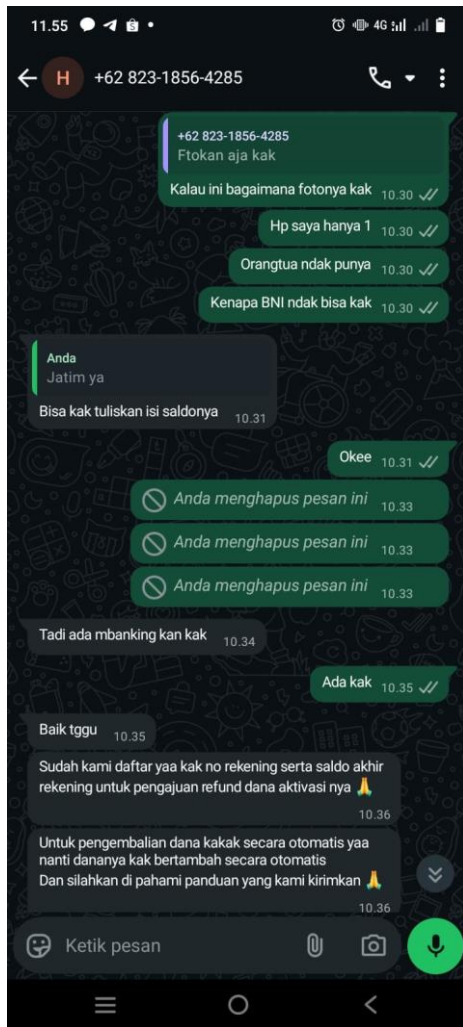 11.55
4G
H +62 823-1856-4285
+62 823-1856-4285
Ftokan aja kak
Kalau ini bagaimana fotonya kak 10.30
Hp saya hanya 1 10.30
Orangtua ndak punya 10.30
Kenapa BNI ndak bisa kak 10.30
Anda
Jatim ya
Bisa kak tuliskan isi saldonya 10.31
Okee 10.31
Anda menghapus pesan ini 10.33
Anda menghapus pesan ini 10.33
Anda menghapus pesan ini 10.33
Tadi ada mbanking kan kak 10.34
Ada kak 10.35
Baik tggu 10.35
Sudah kami daftar yaa kak no rekening serta saldo akhir
rekening untuk pengajuan refund dana aktivasi nya 🙏
10.36
Untuk pengembalian dana kakak secara otomatis yaa
nanti dananya kak bertambah secara otomatis
Dan silahkan di pahami panduan yang kami kirimkan 🙏
10.36
Ketik pesan